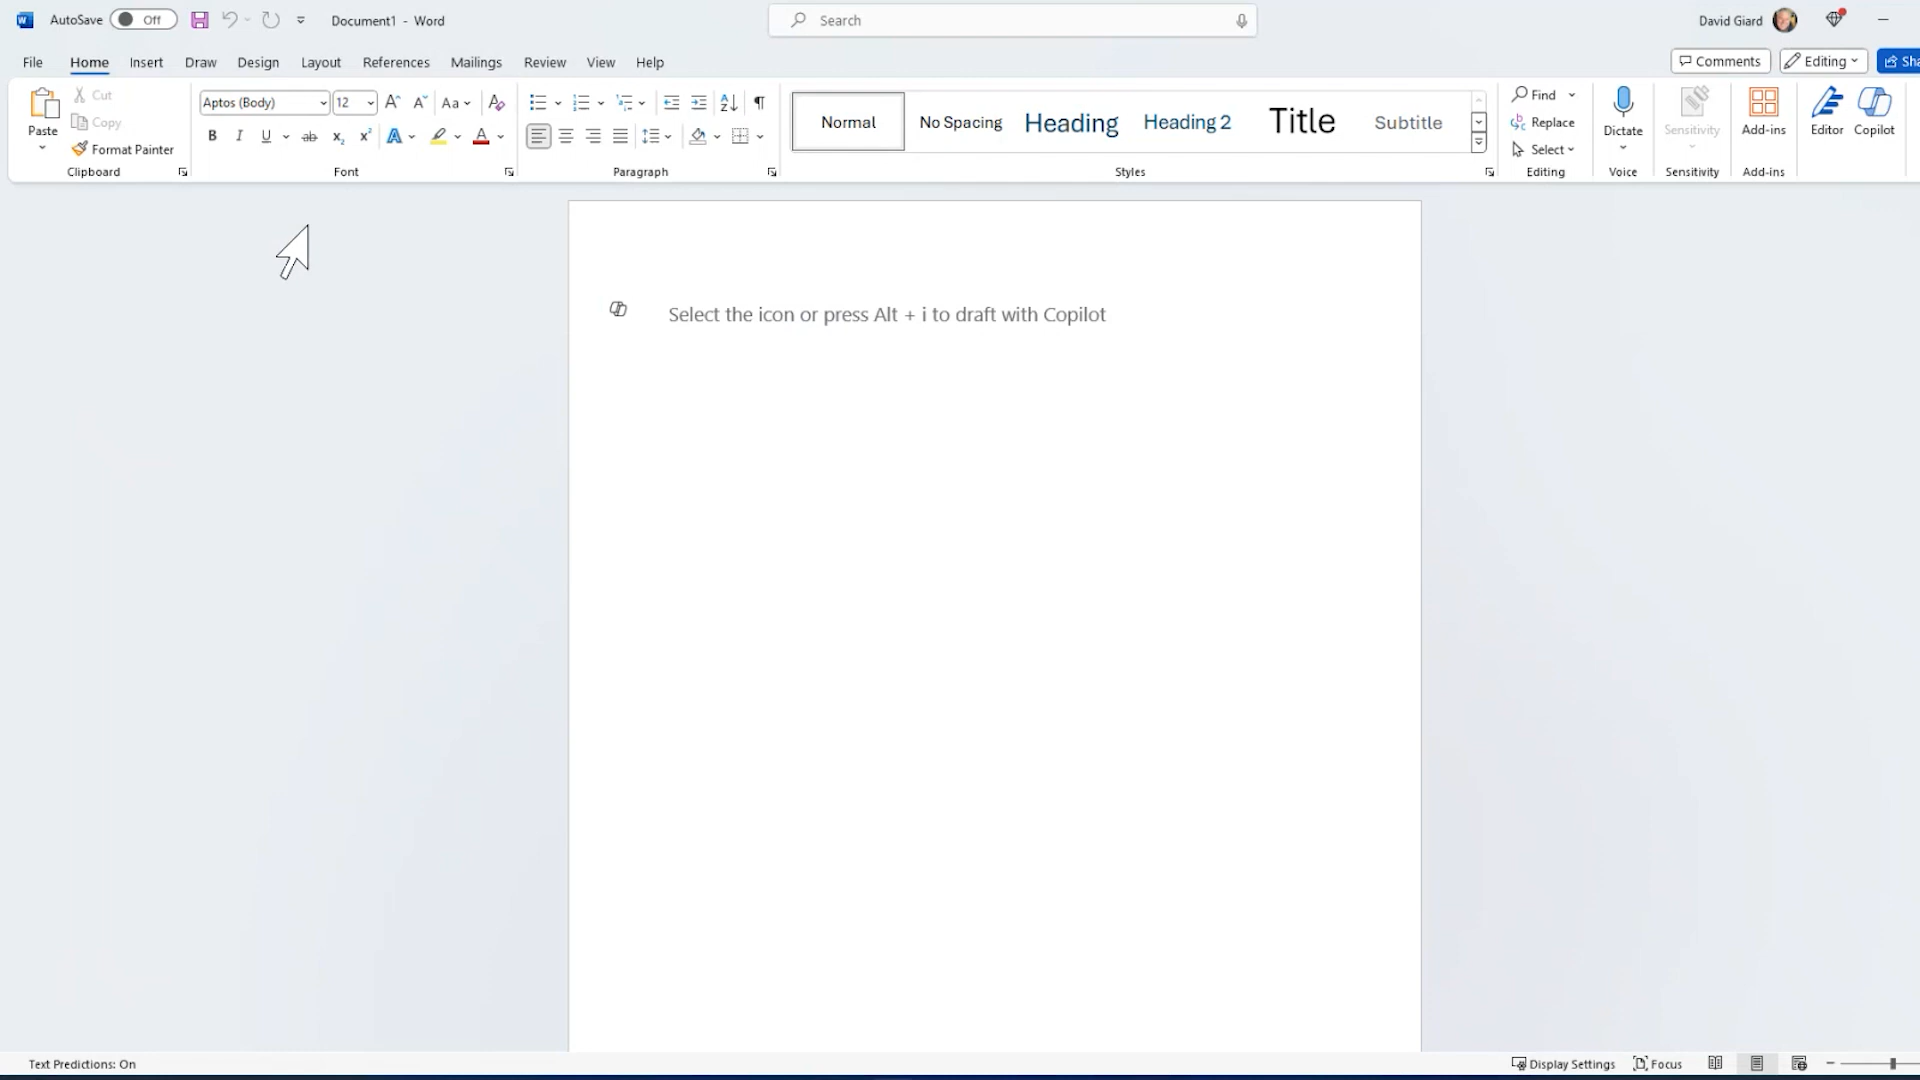 AutoSave Off Document1 - Word Search David Giard
File Home Insert Draw Design Layout References Mailings Review View Help Comments Editing Sha
Paste Cut Copy Format Painter Clipboard
Aptos (Body) 12 Aa Font
Paragraph
Normal No Spacing Heading Heading 2 Title Subtitle Styles
Find Replace Select Editing
Dictate Voice
Sensitivity Sensitivity
Add-ins Add-ins
Editor Copilot
Select the icon or press Alt + i to draft with Copilot
Text Predictions: On Display Settings Focus